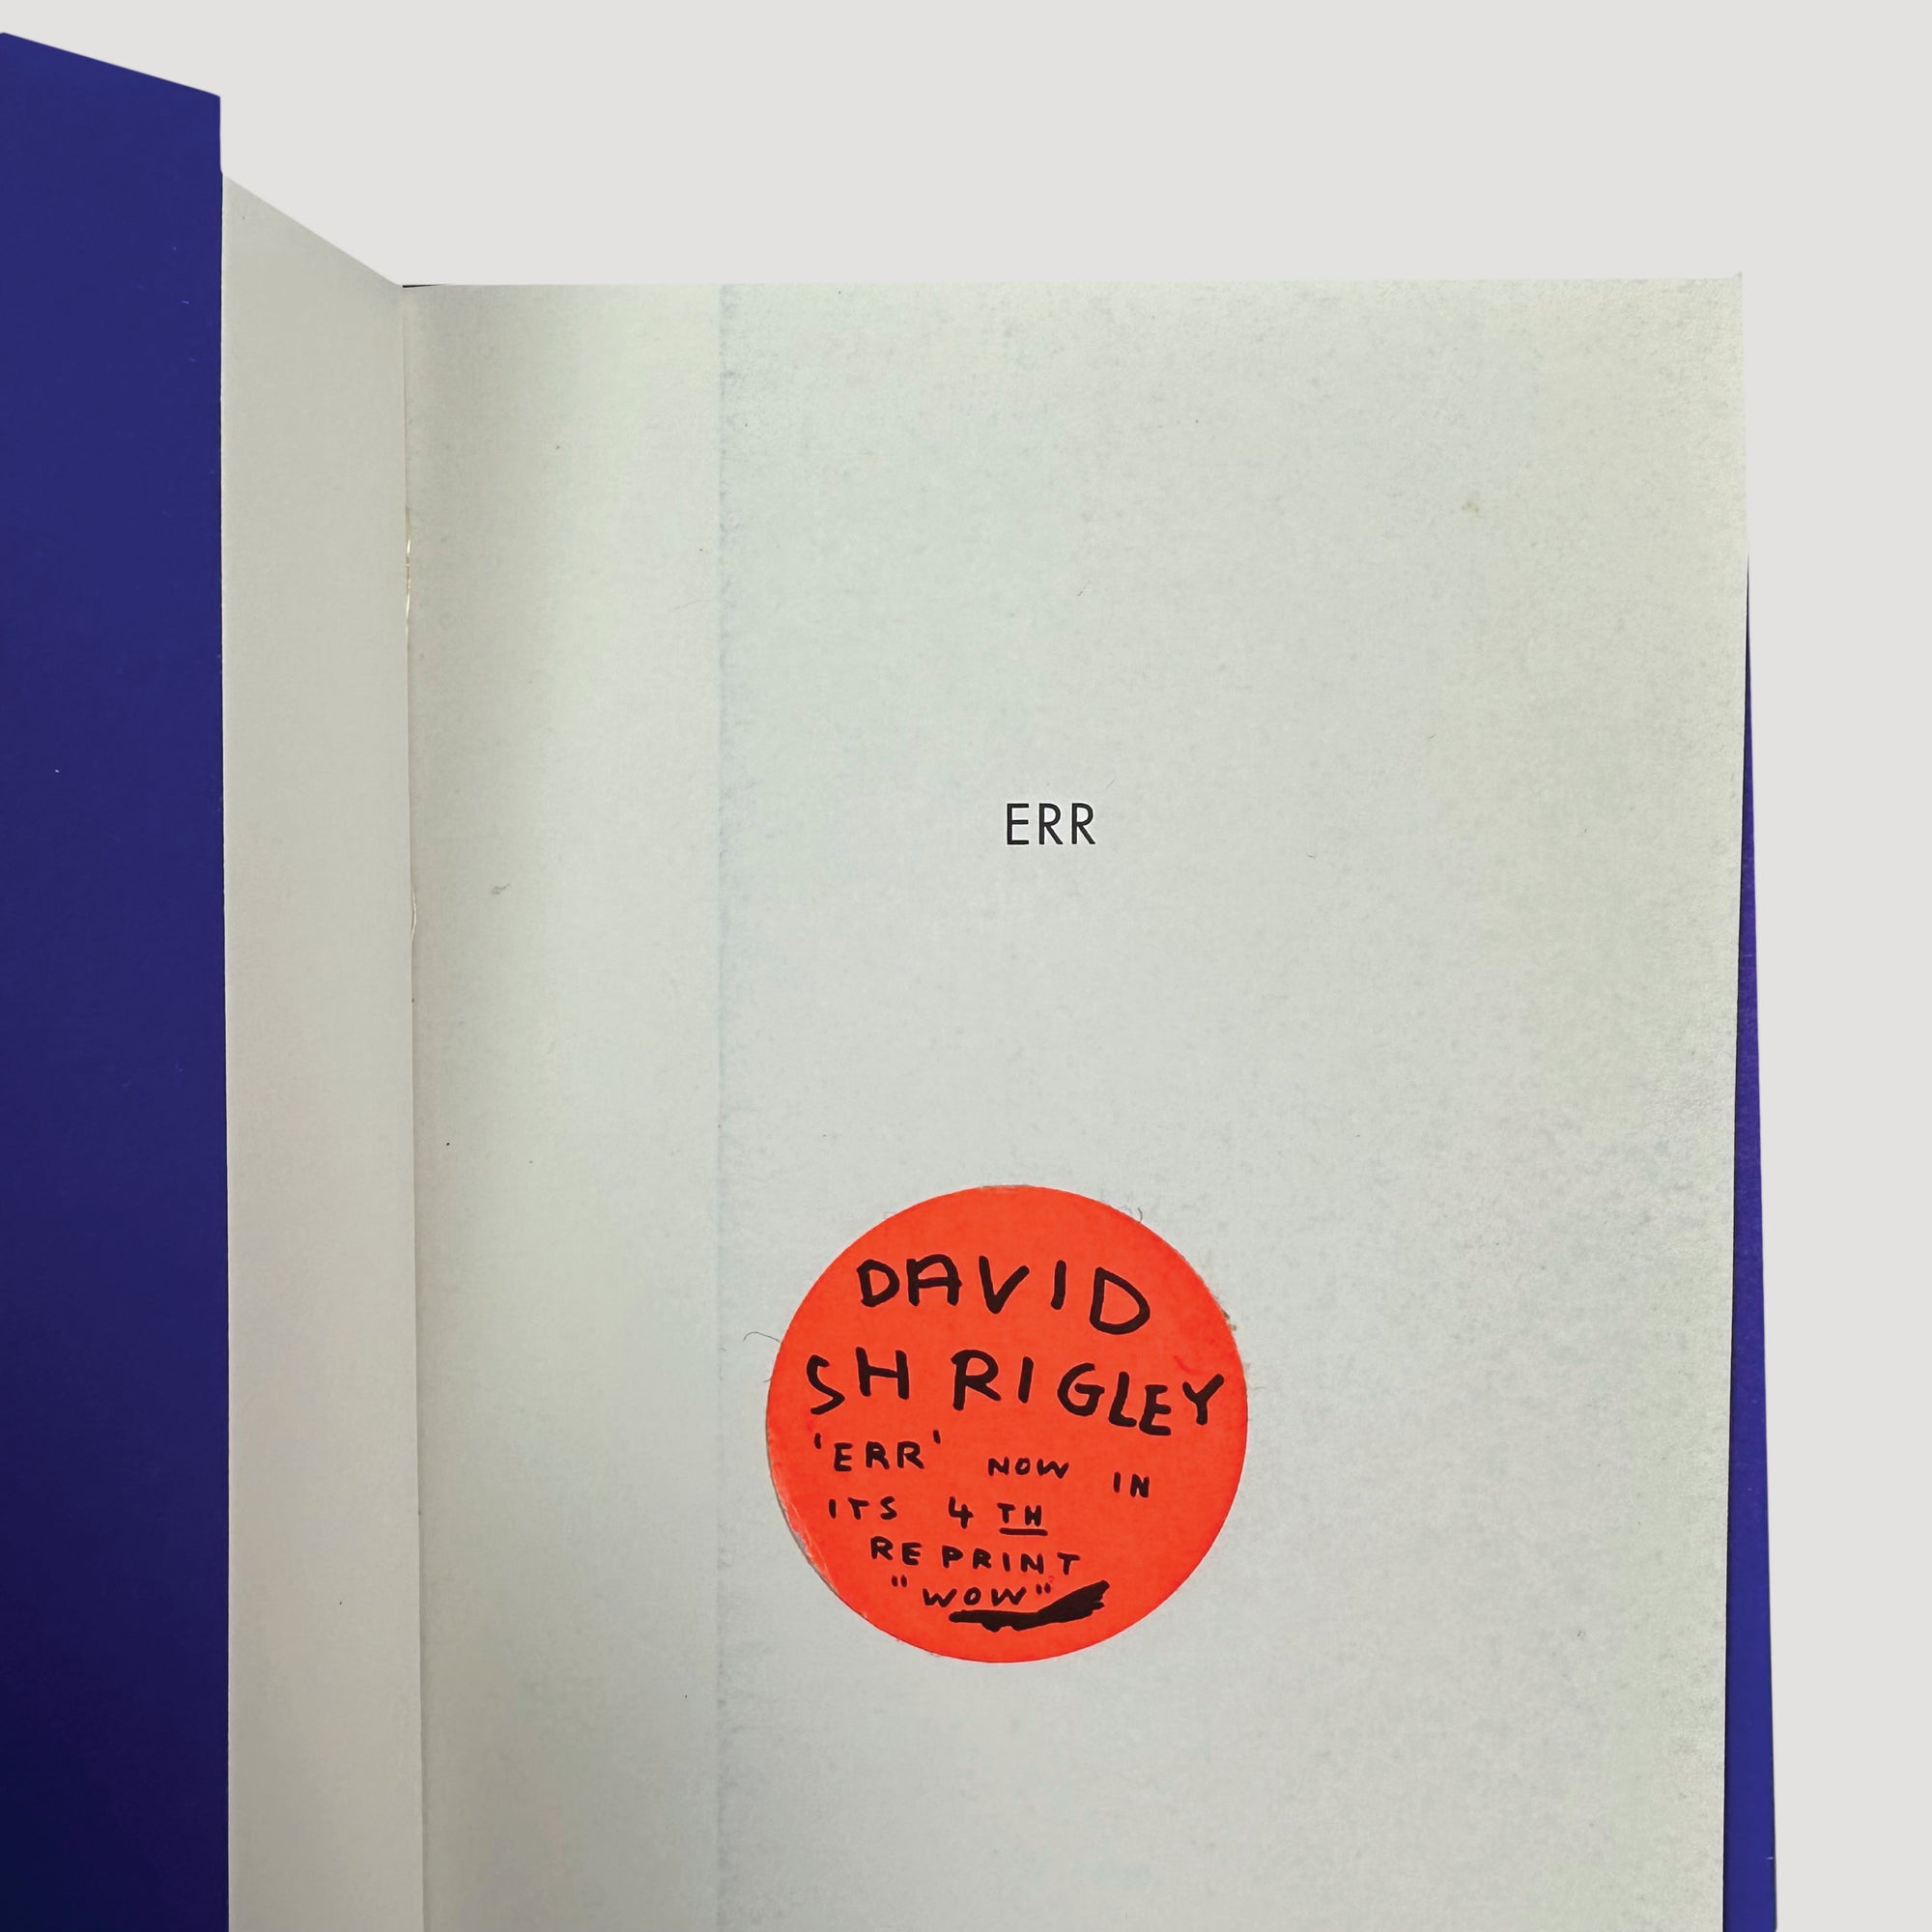 ERR
DAVID
SHRIGLEY
'ERR' NOW IN
ITS 4TH
REPRINT
"WOW"